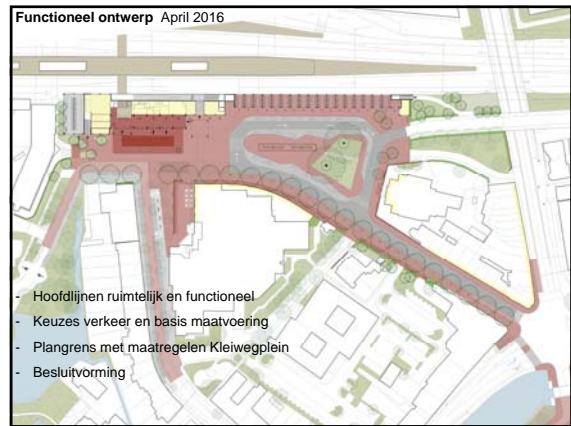 Functioneel ontwerp April 2016
- Hoofdlijnen ruimtelijk en functioneel
- Keuzes verkeer en basis maatvoering
- Plangrens met maatregelen Kleiwegplein
- Besluitvorming